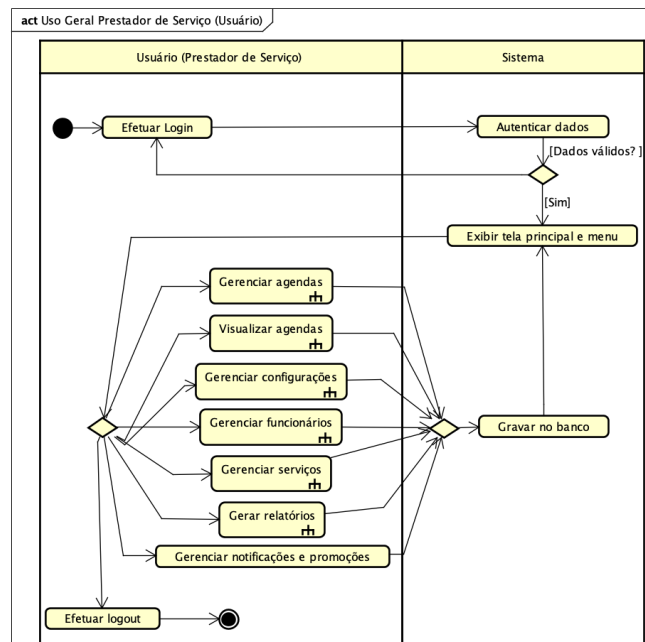 act Uso Geral Prestador de Serviço (Usuário)
Usuário (Prestador de Serviço)
Sistema
Efetuar Login
Autenticar dados
[Dados válidos? ]
[Sim]
Exibir tela principal e menu
Gerenciar agendas
Visualizar agendas
Gerenciar configurações
Gerenciar funcionários
Gravar no banco
Gerenciar serviços
Gerar relatórios
Gerenciar notificações e promoções
Efetuar logout